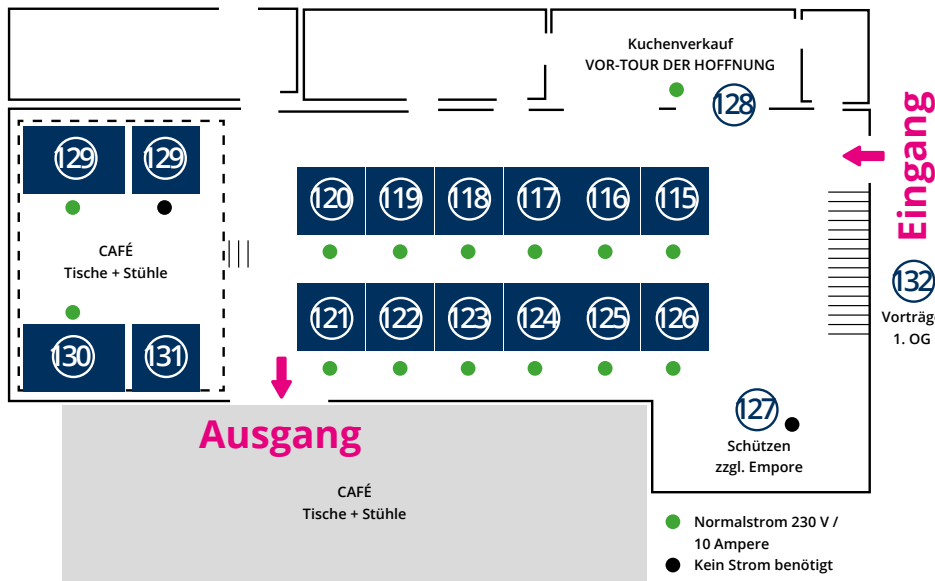 Kuchenverkauf
VOR-TOUR DER HOFFNUNG
128
Eingang
129
129
120
119
118
117
116
115
CAFÉ
Tische + Stühle
132
Vorträge
1. OG
121
122
123
124
125
126
130
131
127
Ausgang
Schützen
zzgl. Empore
CAFÉ
Tische + Stühle
Normalstrom 230 V /
10 Ampere
Kein Strom benötigt